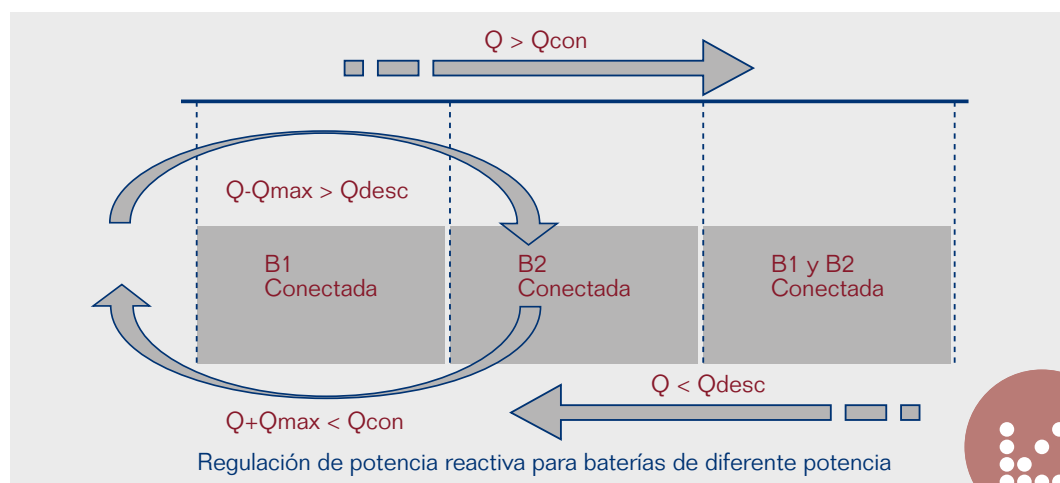 Q > Qcon
Q-Qmax > Qdesc
B1
Conectada
B2
Conectada
B1 y B2
Conectada
Q < Qdesc
Q+Qmax < Qcon
Regulación de potencia reactiva para baterías de diferente potencia